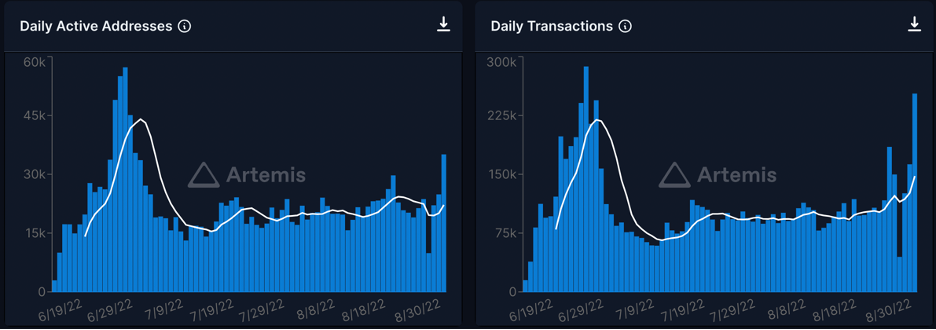 Daily Active Addresses
60k
45k
30k
15k
0
Artemis
6/19/22 6/29/22 7/9/22 7/19/22 7/29/22 8/8/22 8/18/22 8/30/22
Daily Transactions
300k
225k
150k
75k
0
Artemis
6/19/22 6/29/22 7/9/22 7/19/22 7/29/22 8/8/22 8/18/22 8/30/22